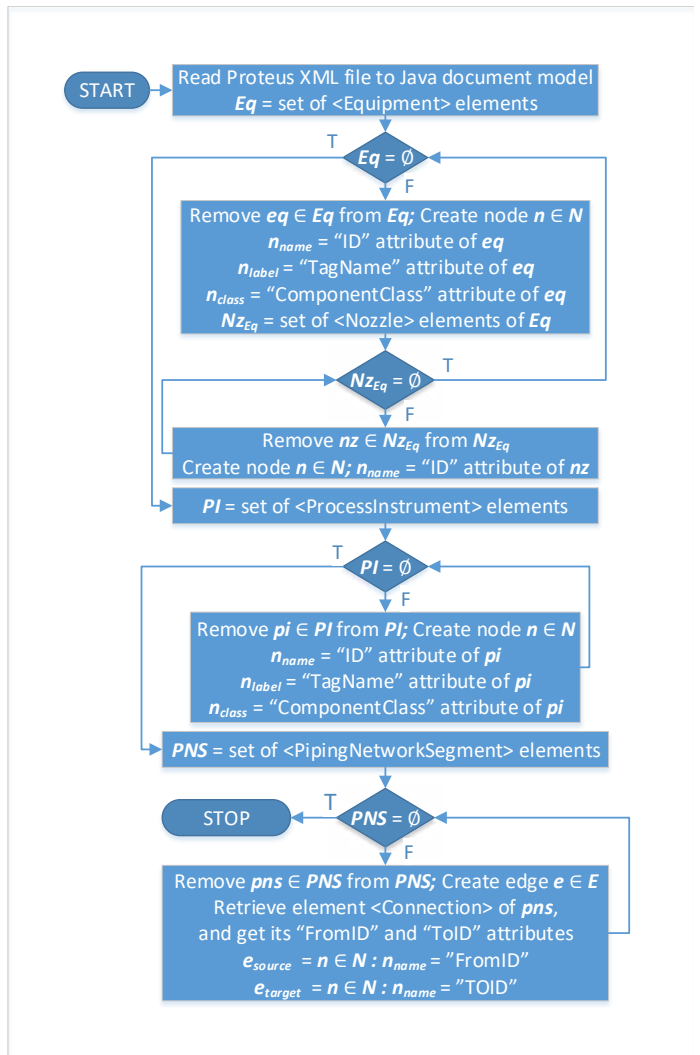 START
Read Proteus XML file to Java document model
Eq = set of <Equipment> elements
T
Eq = ∅
F
Remove eq ∈ Eq from Eq; Create node n ∈ N
nname = “ID” attribute of eq
nlabel = “TagName” attribute of eq
nclass = “ComponentClass” attribute of eq
NzEq = set of <Nozzle> elements of Eq
NzEq = ∅
T
F
Remove nz ∈ NzEq from NzEq
Create node n ∈ N; nname = “ID” attribute of nz
PI = set of <ProcessInstrument> elements
T
PI = ∅
F
Remove pi ∈ PI from PI; Create node n ∈ N
nname = “ID” attribute of pi
nlabel = “TagName” attribute of pi
nclass = “ComponentClass” attribute of pi
PNS = set of <PipingNetworkSegment> elements
STOP
T
PNS = ∅
F
Remove pns ∈ PNS from PNS; Create edge e ∈ E
Retrieve element <Connection> of pns,
and get its “FromID” and “ToID” attributes
esource = n ∈ N : nname = ”FromID”
etarget = n ∈ N : nname = ”TOID”